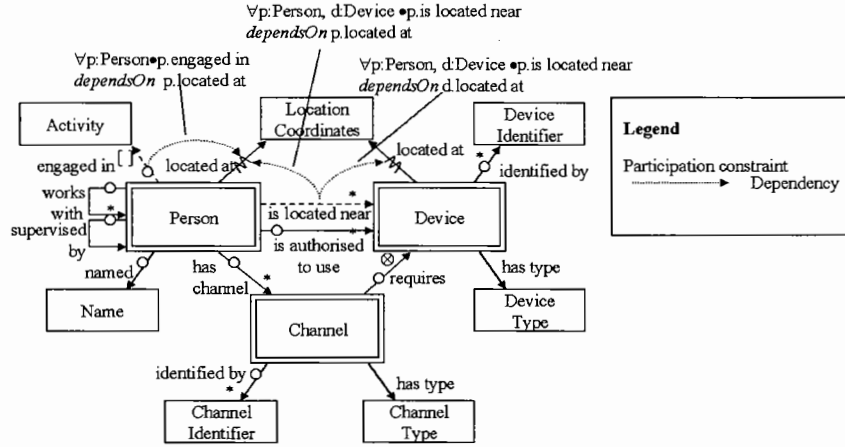 ∀p:Person, d:Device •p.is located near
dependsOn p.located at
∀p:Person•p.engaged in
dependsOn p.located at
∀p:Person, d:Device •p.is located near
dependsOn d.located at
Activity
Location
Coordinates
Device
Identifier
Legend
Participation constraint
Dependency
engaged in
[ ]
located at
located at
*
identified by
works
with
*
supervised
by
Person
*
is located near
*
is authorised
to use
Device
named
has
channel
*
⊗
requires
has type
Name
Channel
Device
Type
identified by
*
has type
Channel
Identifier
Channel
Type